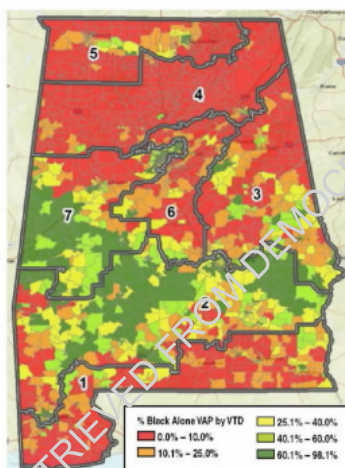 5
4
3
7
6
2
1
% Black Alone VAP by VTD
0.0% – 10.0%
10.1% – 25.0%
25.1% – 40.0%
40.1% – 60.0%
60.1% – 98.1%
RETRIEVED FROM DEMOC